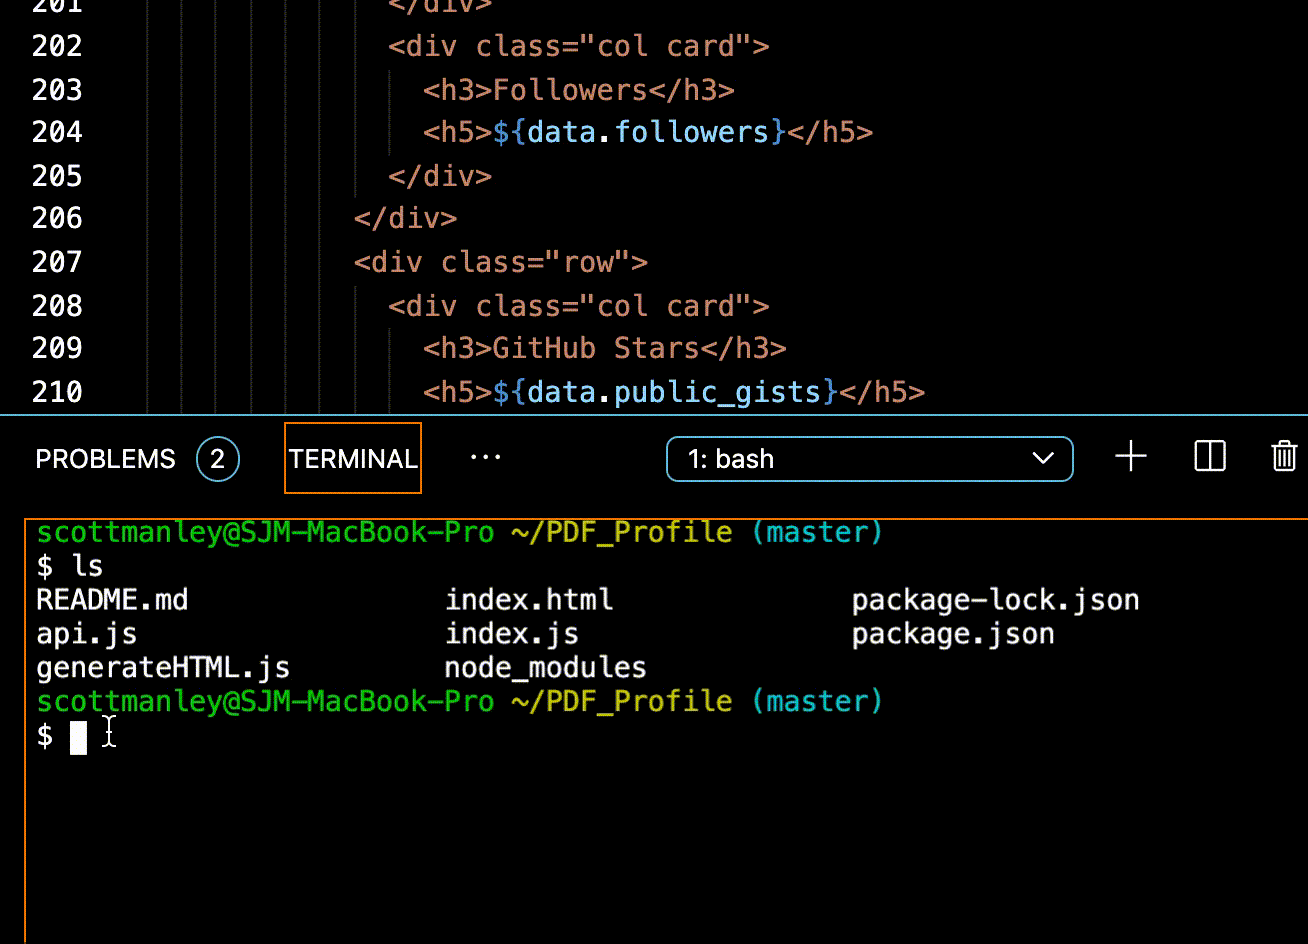 201 </div>
202 <div class="col card">
203 <h3>Followers</h3>
204 <h5>${data.followers}</h5>
205 </div>
206 </div>
207 <div class="row">
208 <div class="col card">
209 <h3>GitHub Stars</h3>
210 <h5>${data.public_gists}</h5>
PROBLEMS 2 TERMINAL ... 1: bash
scottmanley@SJM-MacBook-Pro ~/PDF_Profile (master)
$ ls
README.md index.html package-lock.json
api.js index.js package.json
generateHTML.js node_modules
scottmanley@SJM-MacBook-Pro ~/PDF_Profile (master)
$